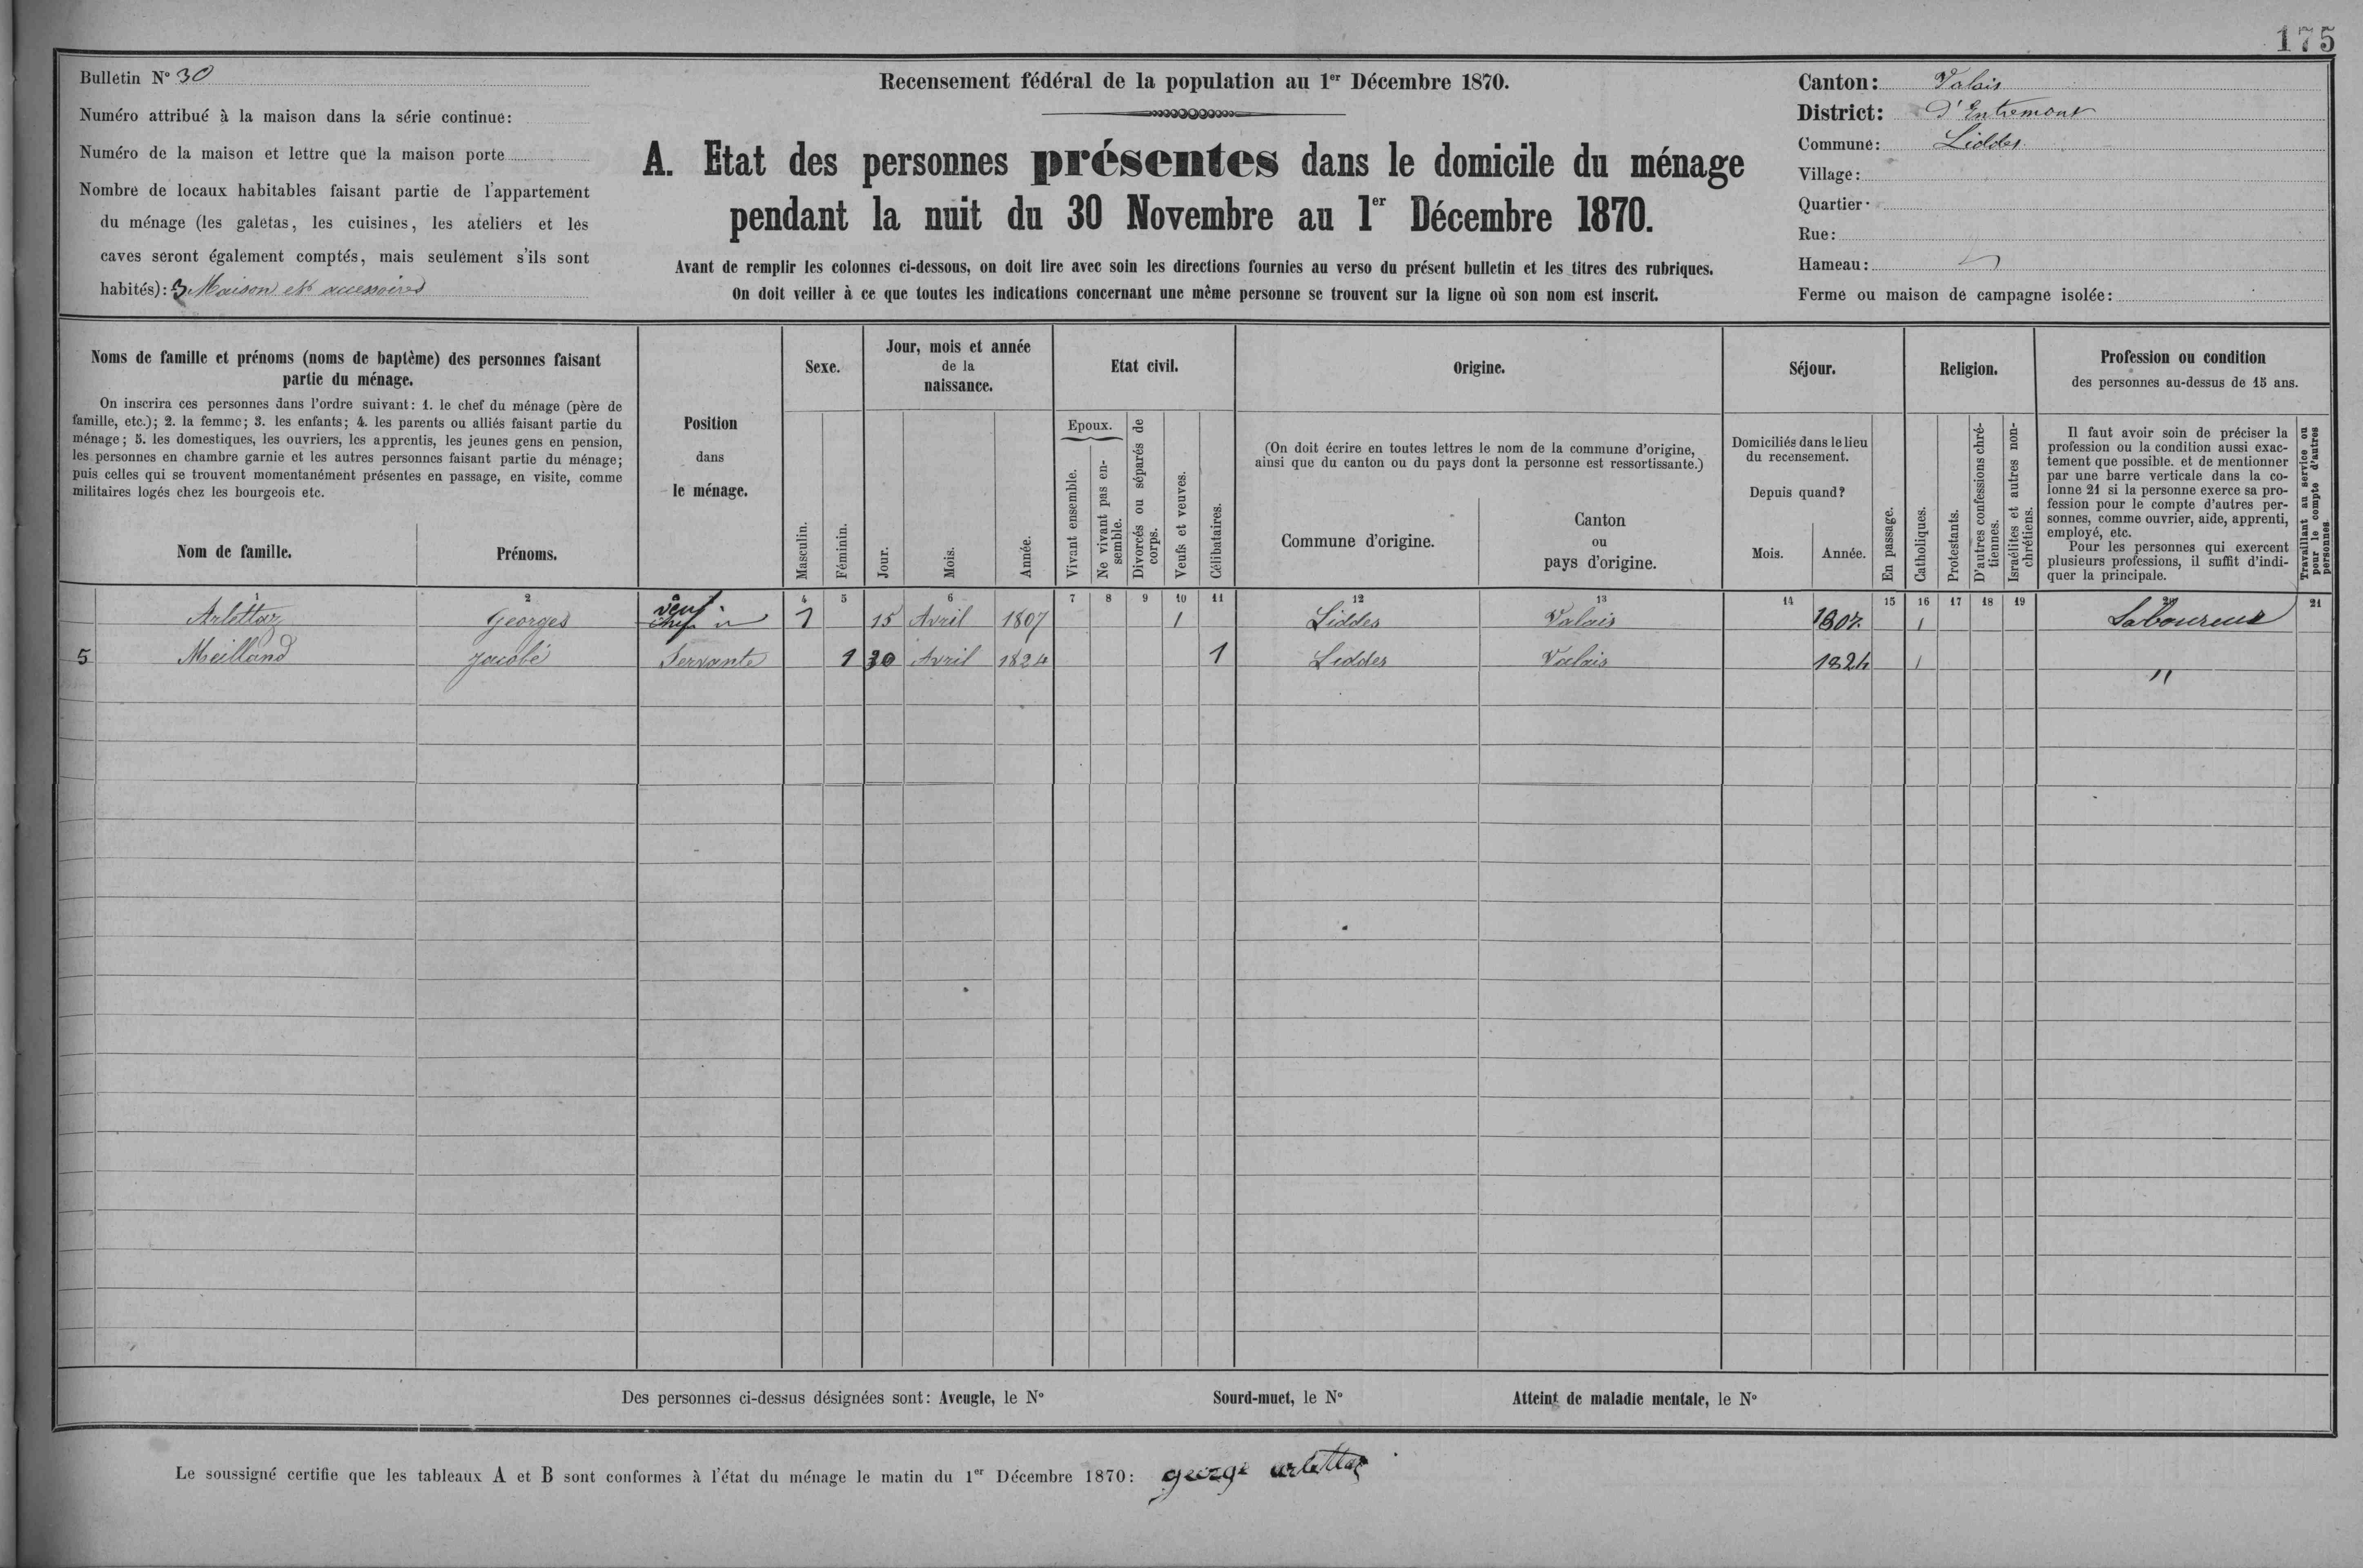 175
Bulletin N° 30
Numéro attribué à la maison dans la série continue:
Numéro de la maison et lettre que la maison porte
Nombre de locaux habitables faisant partie de l'appartement
du ménage (les galetas, les cuisines, les ateliers et les
caves seront également comptés, mais seulement s'ils sont
habités): 3 Maison et accessoires
Recensement fédéral de la population au 1er Décembre 1870.
A. Etat des personnes présentes dans le domicile du ménage
pendant la nuit du 30 Novembre au 1er Décembre 1870.
Avant de remplir les colonnes ci-dessous, on doit lire avec soin les directions fournies au verso du présent bulletin et les titres des rubriques.
On doit veiller à ce que toutes les indications concernant une même personne se trouvent sur la ligne où son nom est inscrit.
Canton: Valais
District: d'Entremont
Commune: Liddes
Village:
Quartier:
Rue:
Hameau:
Ferme ou maison de campagne isolée:
Noms de famille et prénoms (noms de baptême) des personnes faisant
partie du ménage.
On inscrira ces personnes dans l'ordre suivant: 1. le chef du ménage (père de
famille, etc.); 2. la femme; 3. les enfants; 4. les parents ou alliés faisant partie du
ménage; 5. les domestiques, les ouvriers, les apprentis, les jeunes gens en pension,
les personnes en chambre garnie et les autres personnes faisant partie du ménage;
puis celles qui se trouvent momentanément présentes en passage, en visite, comme
militaires logés chez les bourgeois etc.
Nom de famille.
Prénoms.
Position
dans
le ménage.
Sexe.
Masculin.
Féminin.
Jour, mois et année
de la
naissance.
Jour.
Mois.
Année.
Etat civil.
Epoux.
Vivant ensemble.
Ne vivant pas en-
semble.
Divorcés ou séparés de
corps.
Veufs et veuves.
Célibataires.
Origine.
(On doit écrire en toutes lettres le nom de la commune d'origine,
ainsi que du canton ou du pays dont la personne est ressortissante.)
Commune d'origine.
Canton
ou
pays d'origine.
Séjour.
Domiciliés dans le lieu
du recensement.
Depuis quand?
Mois.
Année.
En passage.
Religion.
Catholiques.
Protestants.
D'autres confessions chré-
tiennes.
Israélites et autres non-
chrétiens.
Profession ou condition
des personnes au-dessus de 15 ans.
Il faut avoir soin de préciser la
profession ou la condition aussi exac-
tement que possible. et de mentionner
par une barre verticale dans la co-
lonne 21 si la personne exerce sa pro-
fession pour le compte d'autres per-
sonnes, comme ouvrier, aide, apprenti,
employé, etc.
Pour les personnes qui exercent
plusieurs professions, il suffit d'indi-
quer la principale.
Travaillant au service ou
pour le compte d'autres
personnes.
1 2 3 4 5 6 7 8 9 10 11 12 13 14 15 16 17 18 19 20 21
Arlettaz Georges veuf chef 1 15 Avril 1807 1 Liddes Valais 1807 1 Laboureur
5 Meilland Jacobé Servante 1 30 Avril 1824 1 Liddes Valais 1824 1 "
Des personnes ci-dessus désignées sont: Aveugle, le N° Sourd-muet, le N° Atteint de maladie mentale, le N°
Le soussigné certifie que les tableaux A et B sont conformes à l'état du ménage le matin du 1er Décembre 1870: george arlettaz